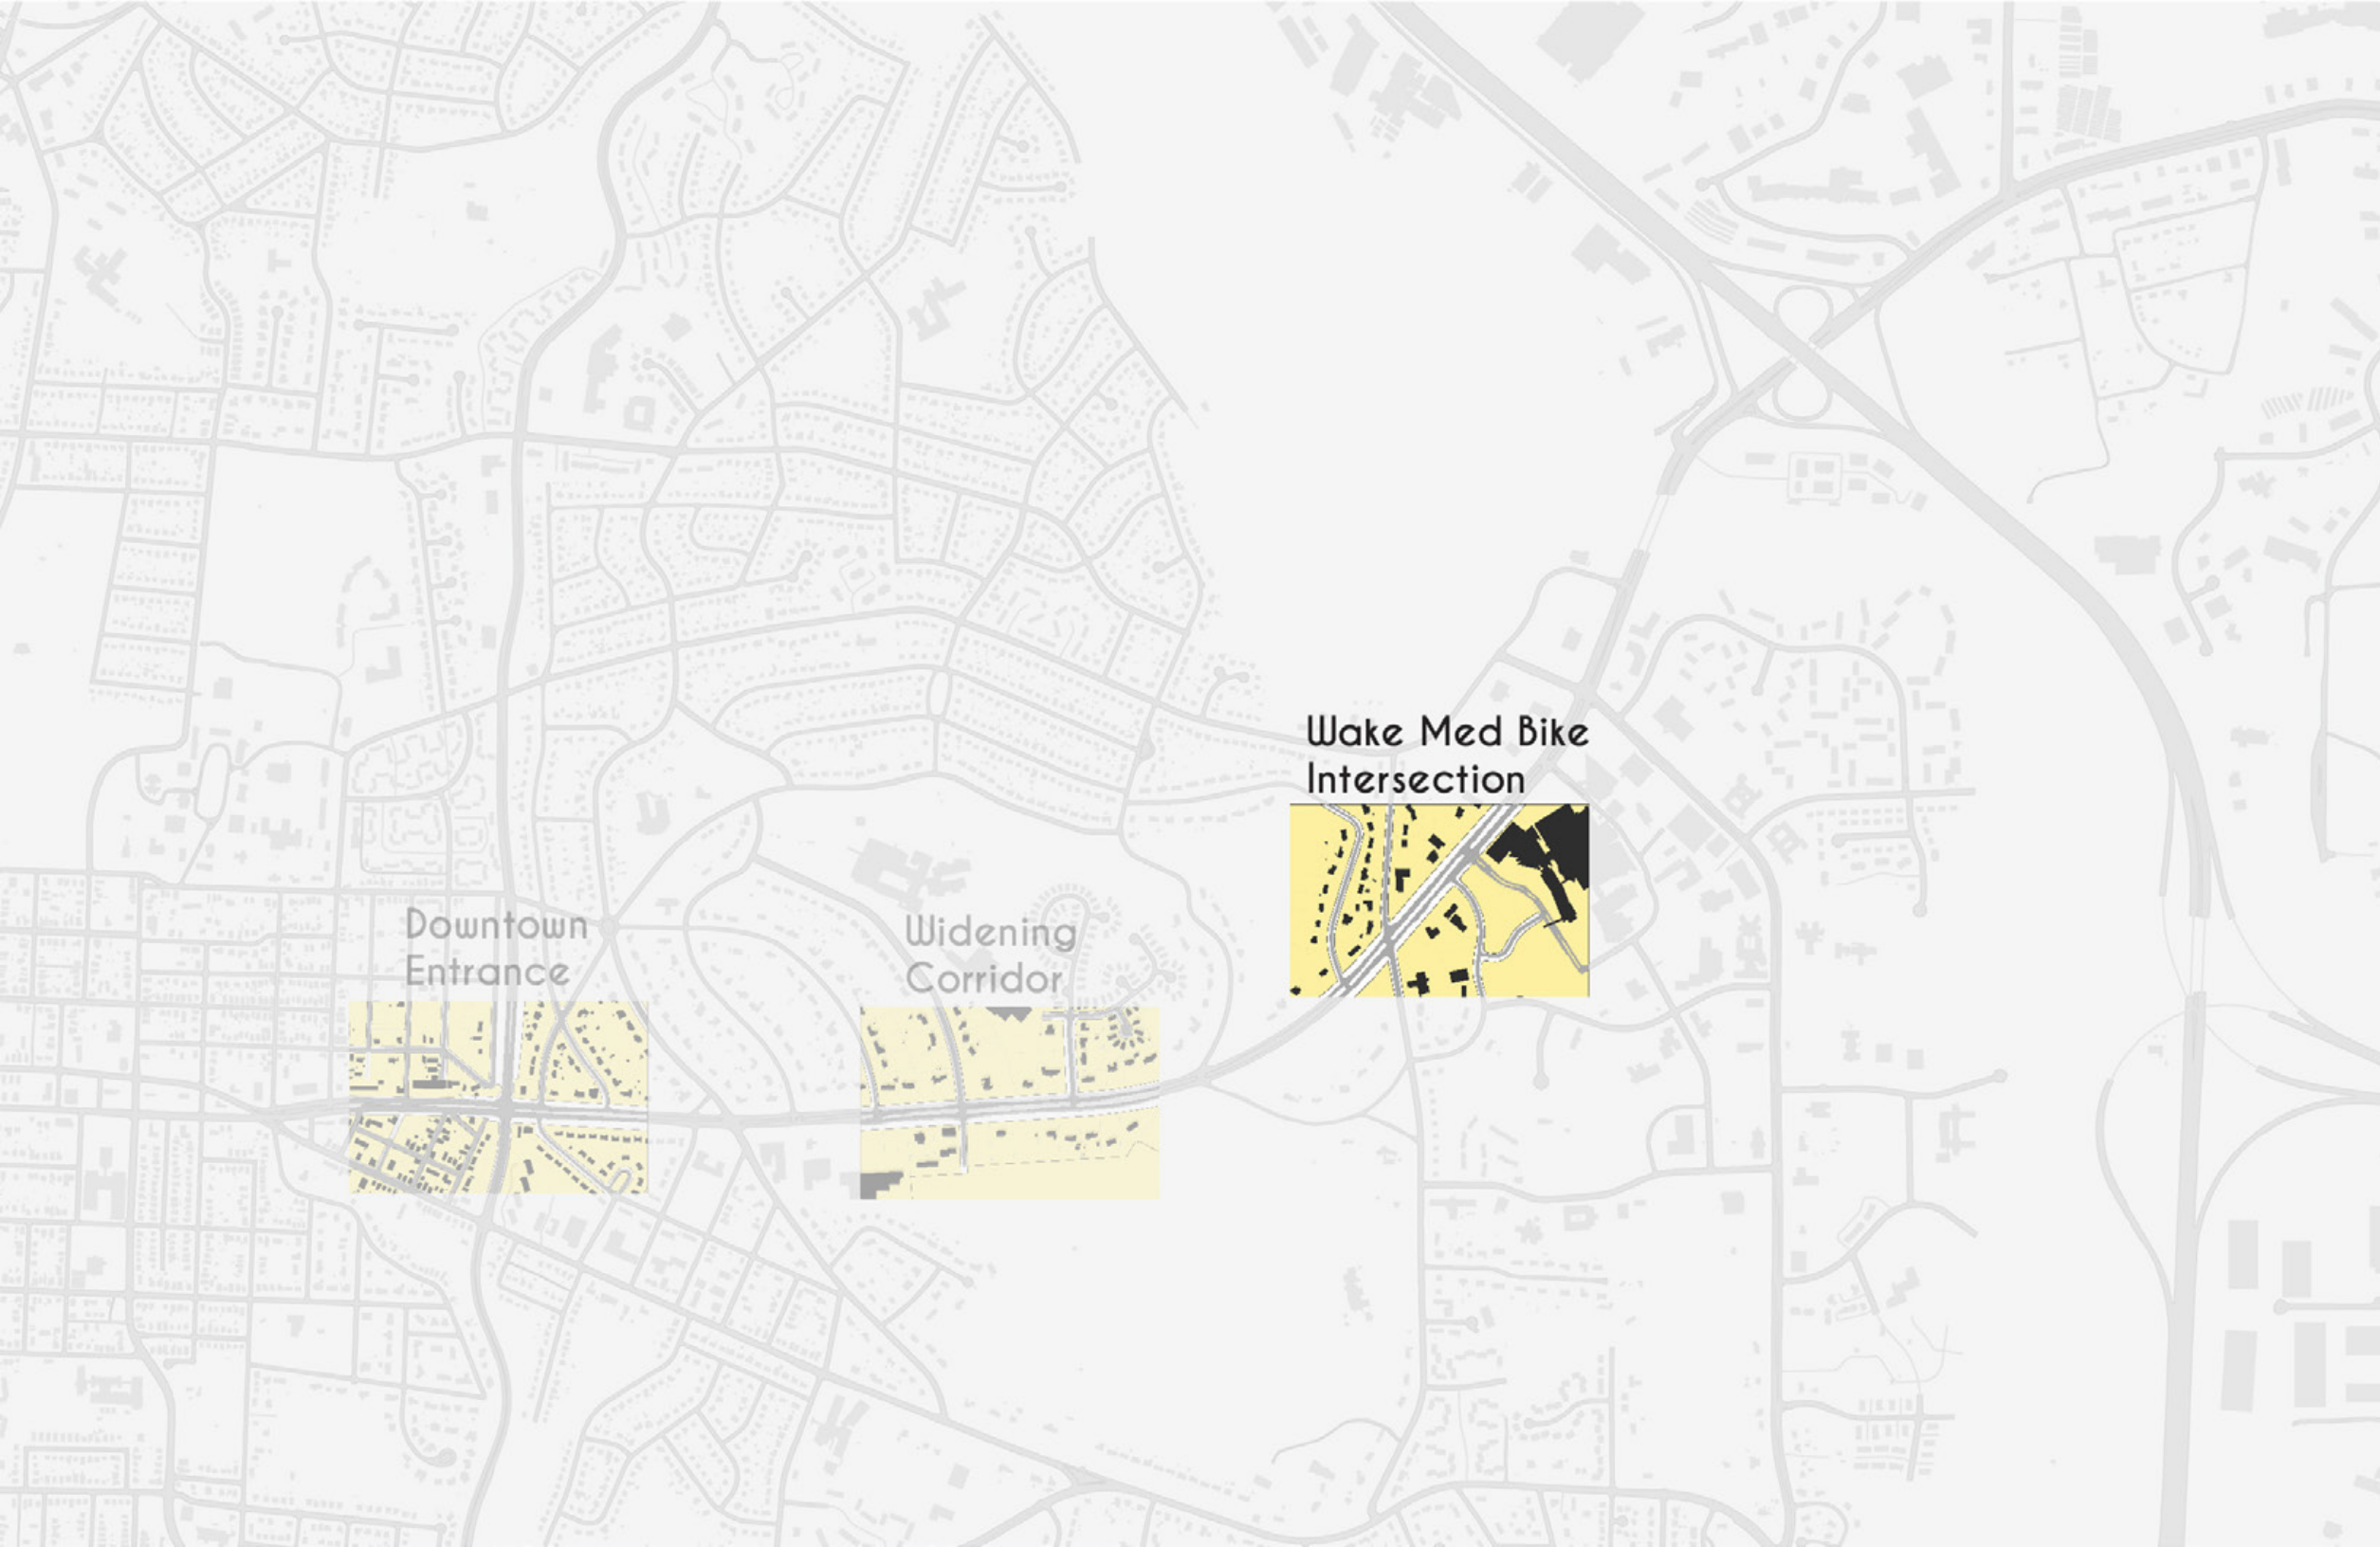 Wake Med Bike
Intersection
Downtown
Entrance
Widening
Corridor